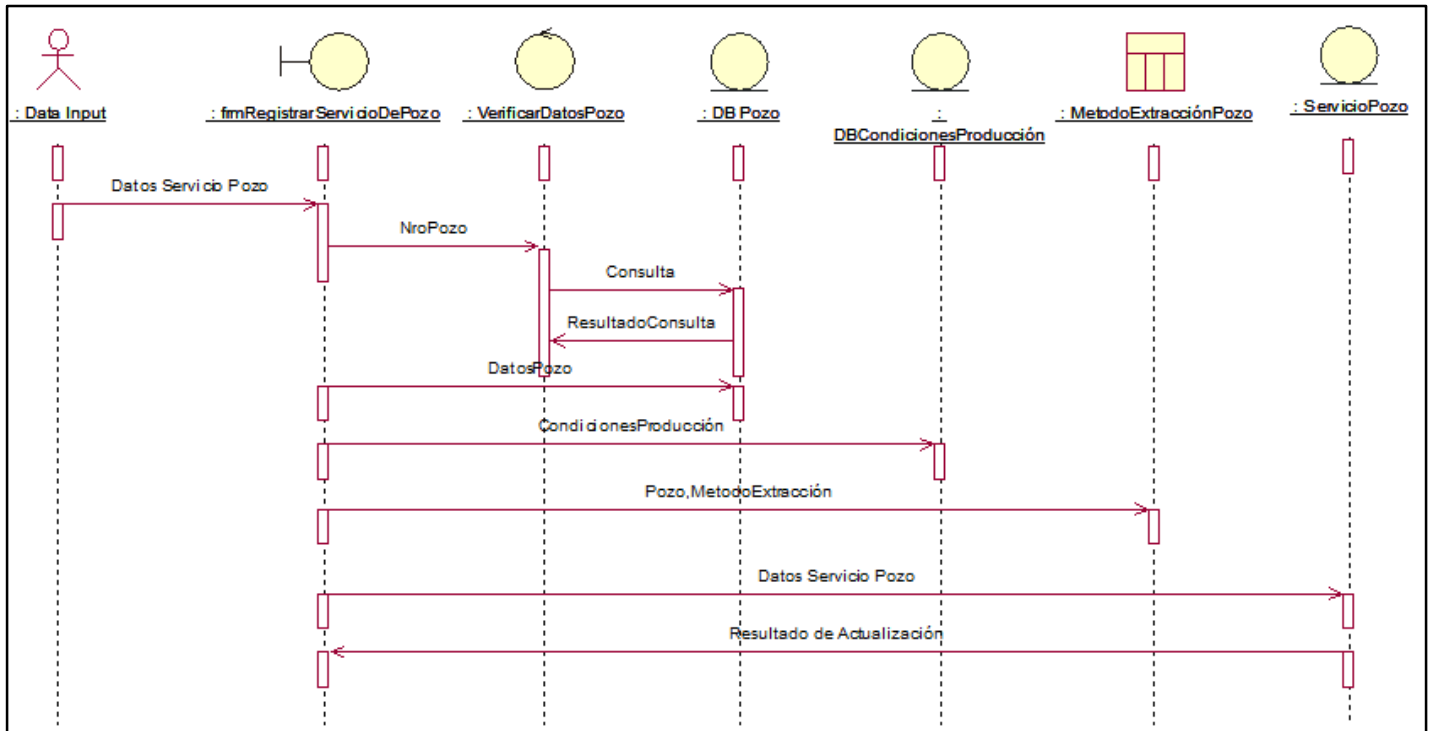 : Data Input
: frmRegistrarServicioDePozo
: VerificarDatosPozo
: DB Pozo
:
DBCondicionesProducción
: MetodoExtracciónPozo
: ServicioPozo
Datos Servicio Pozo
NroPozo
Consulta
ResultadoConsulta
DatosPozo
CondicionesProducción
Pozo,MetodoExtracción
Datos Servicio Pozo
Resultado de Actualización